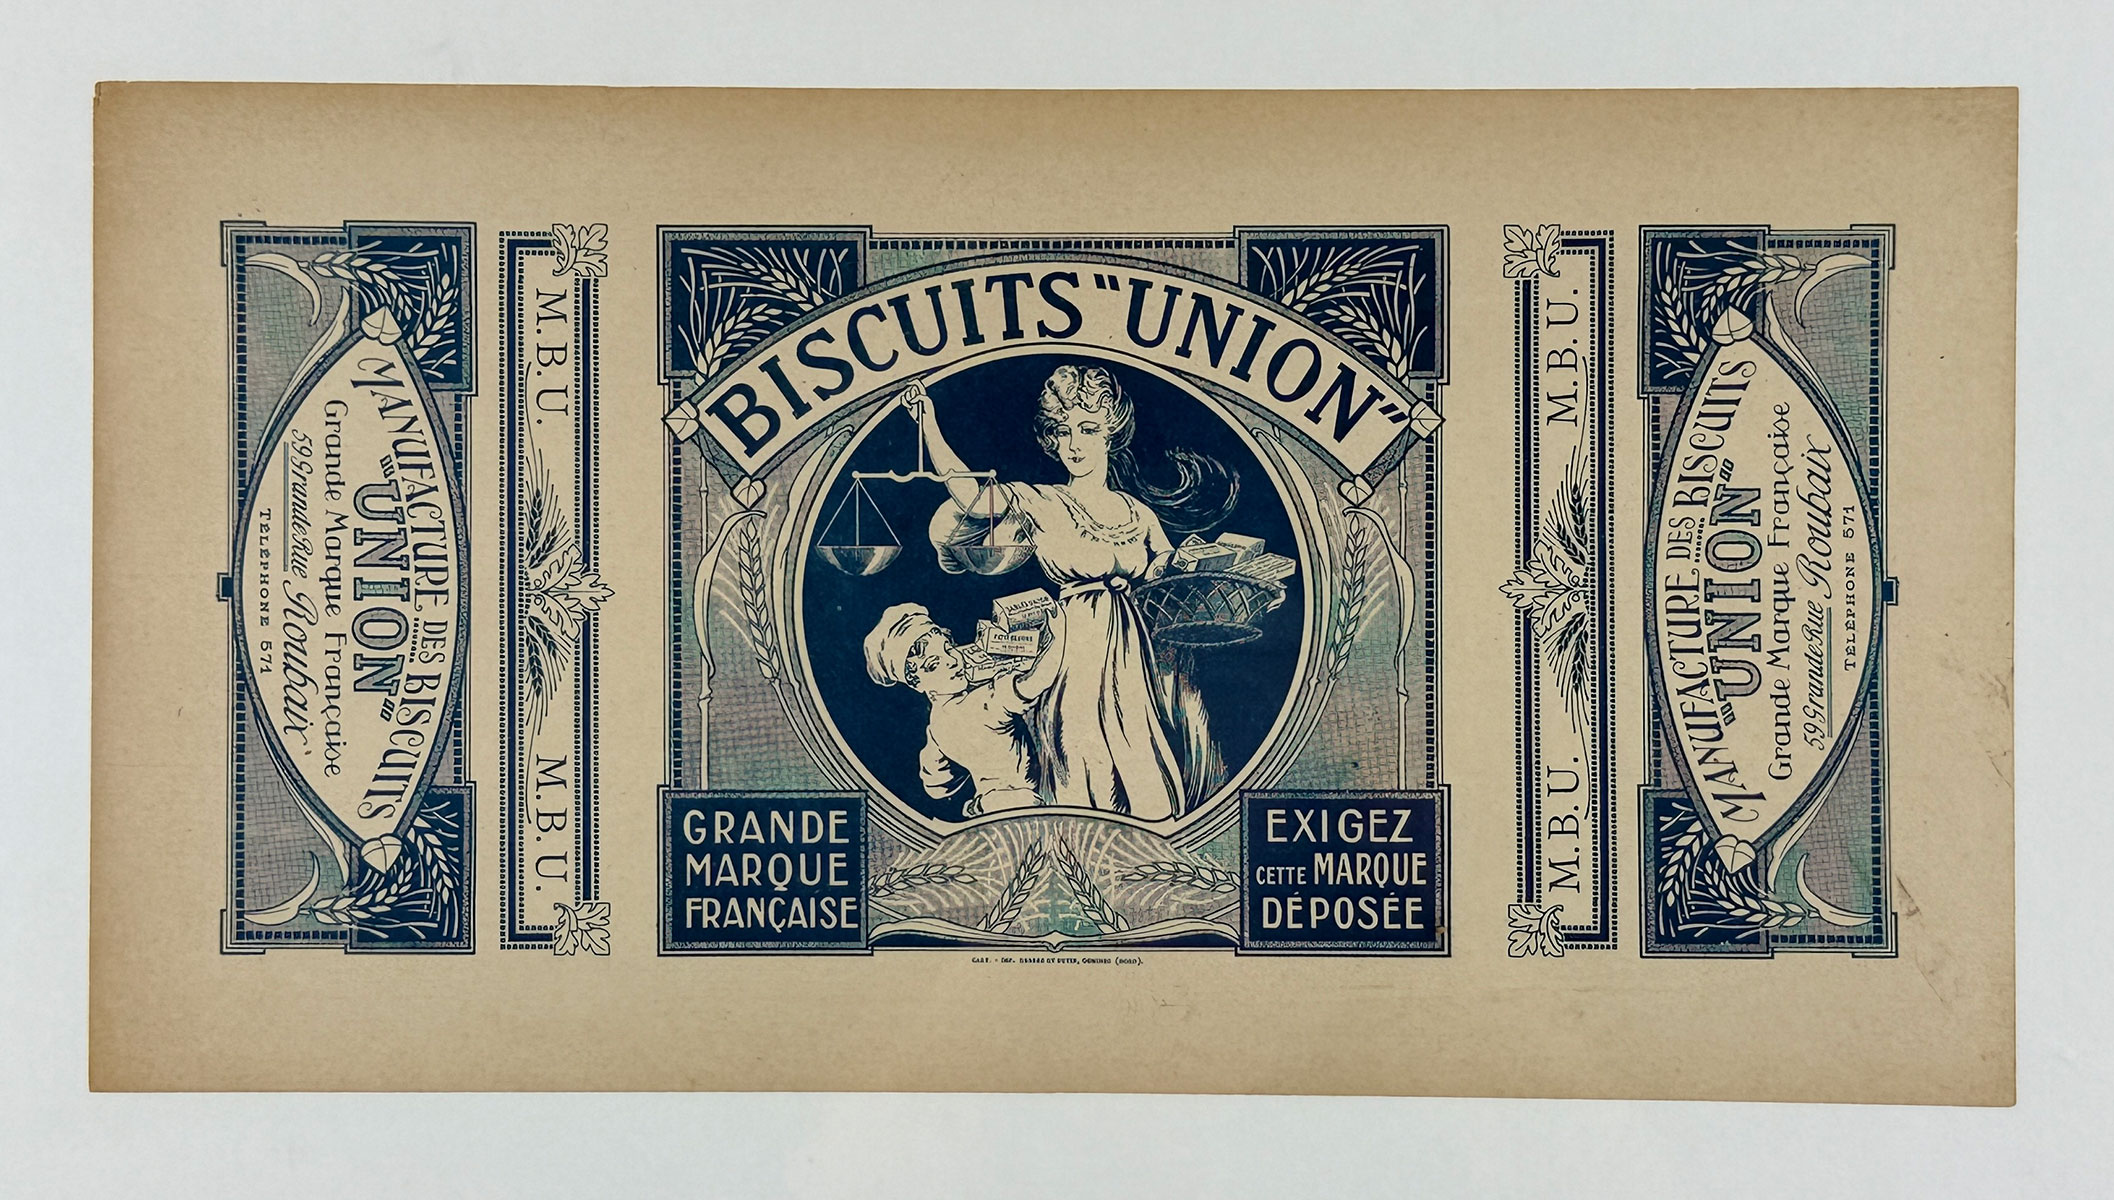 MANUFACTURE DES BISCUITS
"UNION"
Grande Marque Française
59 Grande Rue Roubaix
TÉLÉPHONE 571
M.B.U. M.B.U.
BISCUITS "UNION"
GRANDE
MARQUE
FRANÇAISE
EXIGEZ
CETTE MARQUE
DÉPOSÉE
M.B.U. M.B.U.
MANUFACTURE DES BISCUITS
"UNION"
Grande Marque Française
59 Grande Rue Roubaix
TÉLÉPHONE 571